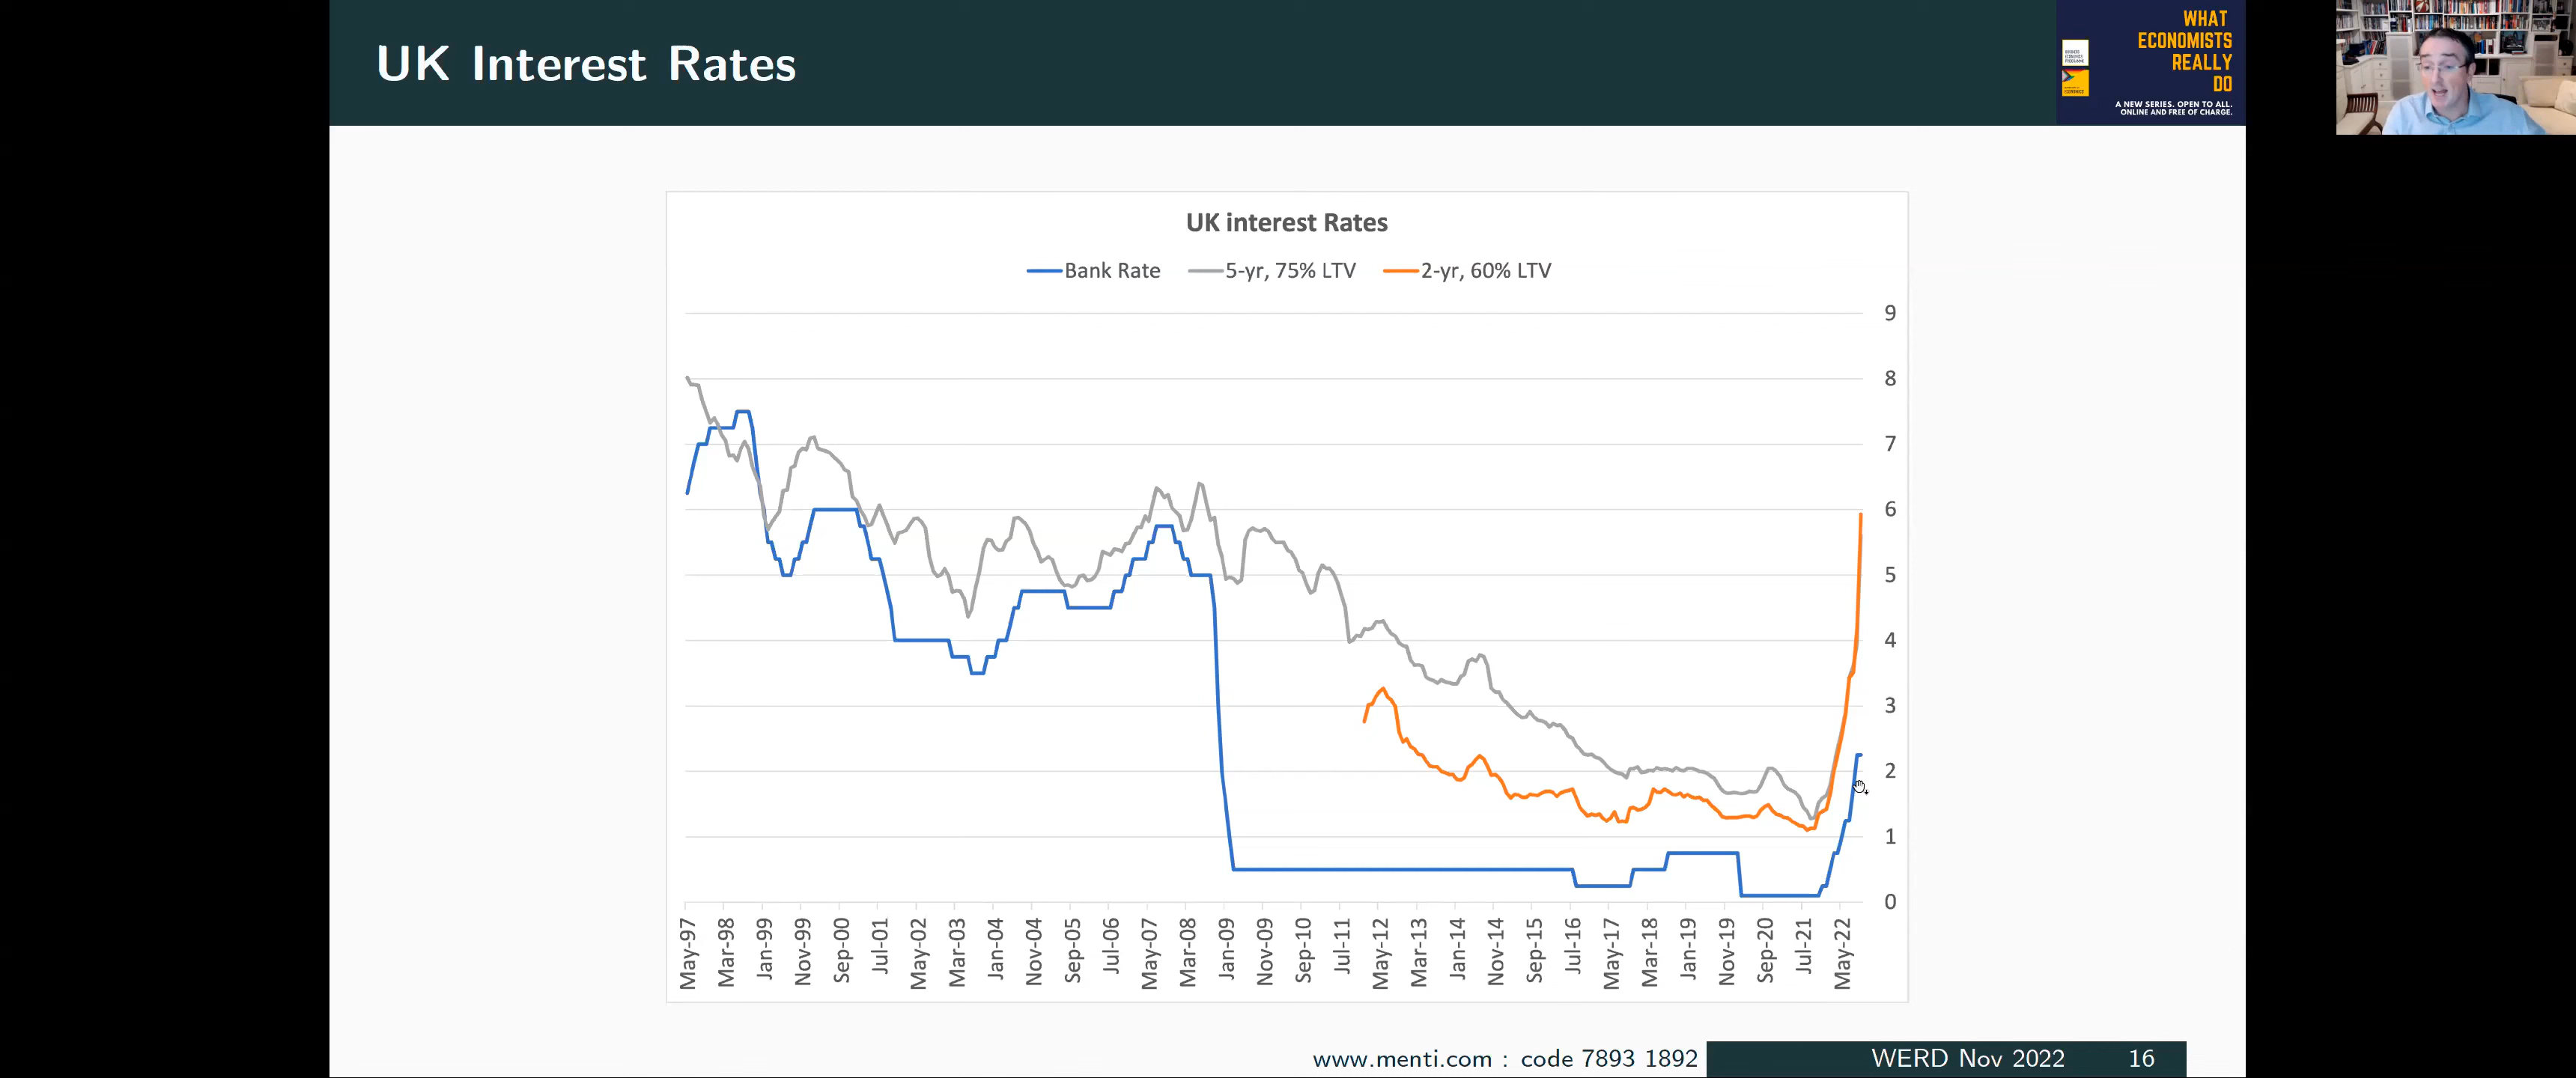 UK Interest Rates
WHAT
ECONOMISTS
REALLY
DO
A NEW SERIES. OPEN TO ALL.
ONLINE AND FREE OF CHARGE.
UK interest Rates
Bank Rate 5-yr, 75% LTV 2-yr, 60% LTV
9
8
7
6
5
4
3
2
1
0
May-97 Mar-98 Jan-99 Nov-99 Sep-00 Jul-01 May-02 Mar-03 Jan-04 Nov-04 Sep-05 Jul-06 May-07 Mar-08 Jan-09 Nov-09 Sep-10 Jul-11 May-12 Mar-13 Jan-14 Nov-14 Sep-15 Jul-16 May-17 Mar-18 Jan-19 Nov-19 Sep-20 Jul-21 May-22
www.menti.com : code 7893 1892 WERD Nov 2022 16